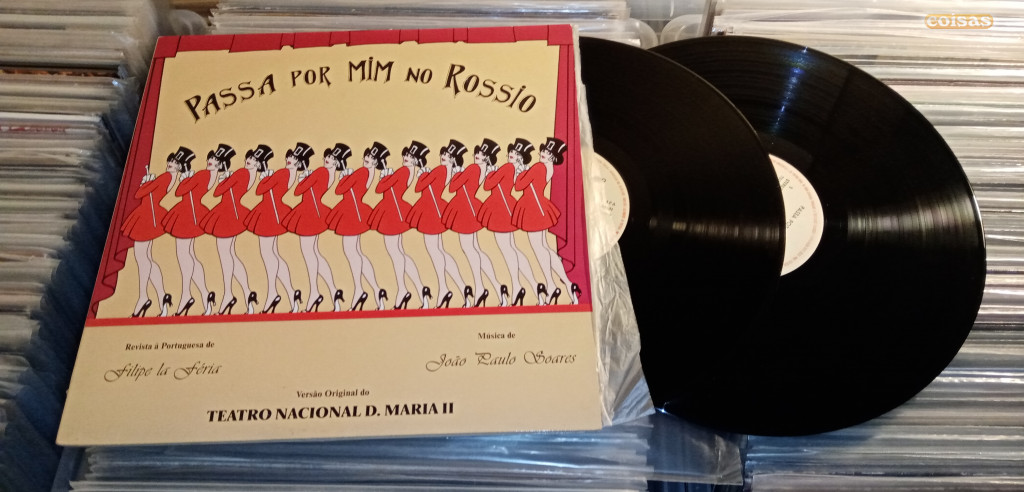 coisas
PASSA POR MIM NO ROSSIO
Revista à Portuguesa de
Filipe la Féria
Música de
João Paulo Soares
Versão Original do
TEATRO NACIONAL D. MARIA II